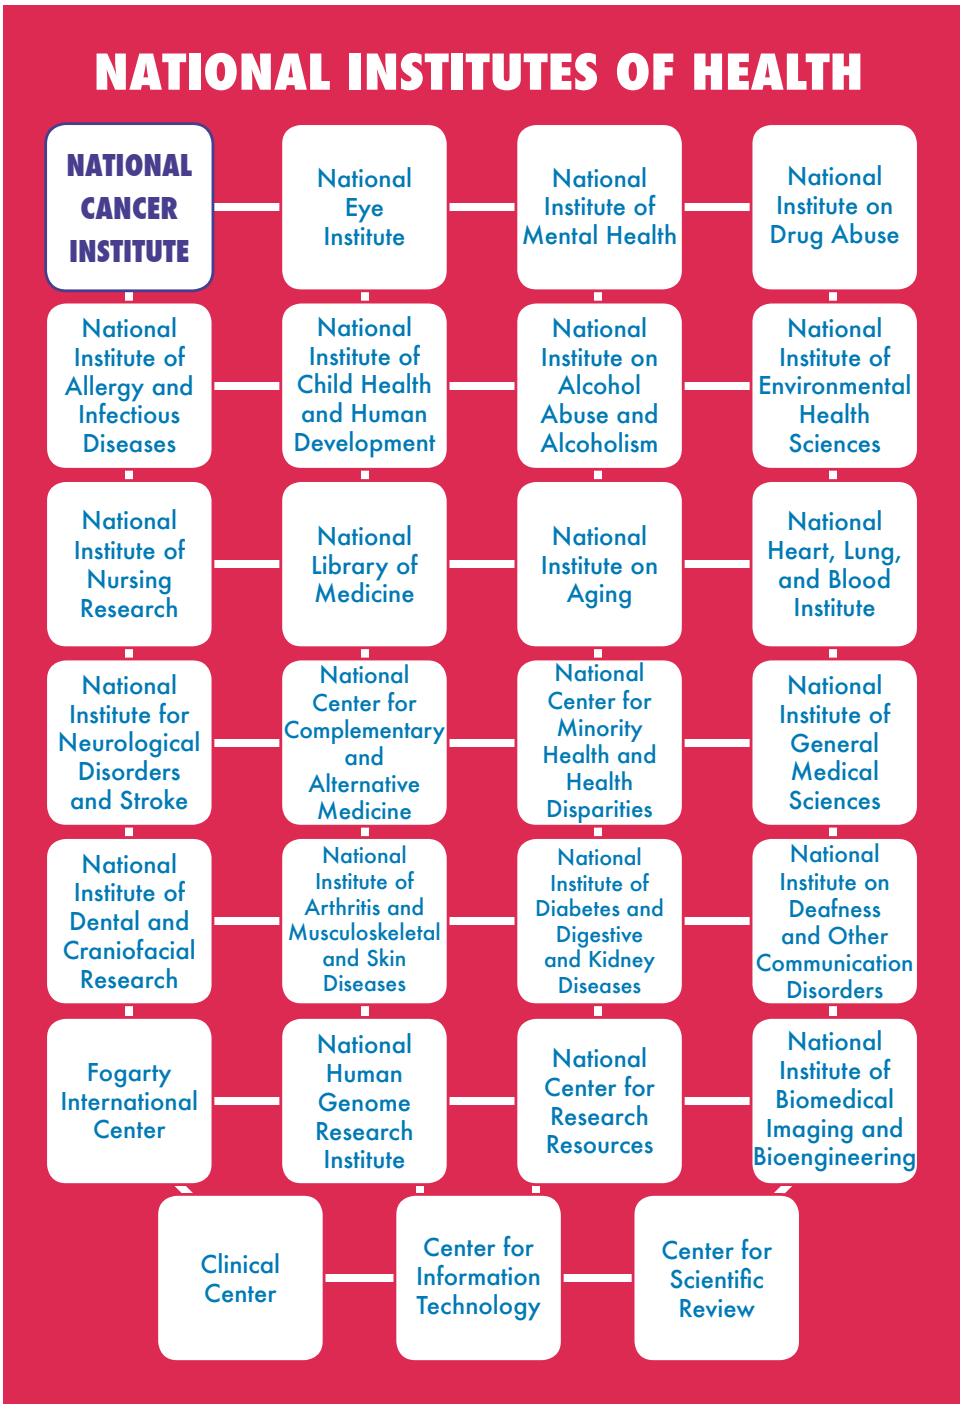 NATIONAL INSTITUTES OF HEALTH
NATIONAL
CANCER
INSTITUTE
National
Eye
Institute
National
Institute of
Mental Health
National
Institute on
Drug Abuse
National
Institute of
Allergy and
Infectious
Diseases
National
Institute of
Child Health
and Human
Development
National
Institute on
Alcohol
Abuse and
Alcoholism
National
Institute of
Environmental
Health
Sciences
National
Institute of
Nursing
Research
National
Library of
Medicine
National
Institute on
Aging
National
Heart, Lung,
and Blood
Institute
National
Institute for
Neurological
Disorders
and Stroke
National
Center for
Complementary
and
Alternative
Medicine
National
Center for
Minority
Health and
Health
Disparities
National
Institute of
General
Medical
Sciences
National
Institute of
Dental and
Craniofacial
Research
National
Institute of
Arthritis and
Musculoskeletal
and Skin
Diseases
National
Institute of
Diabetes and
Digestive
and Kidney
Diseases
National
Institute on
Deafness
and Other
Communication
Disorders
Fogarty
International
Center
National
Human
Genome
Research
Institute
National
Center for
Research
Resources
National
Institute of
Biomedical
Imaging and
Bioengineering
Clinical
Center
Center for
Information
Technology
Center for
Scientific
Review